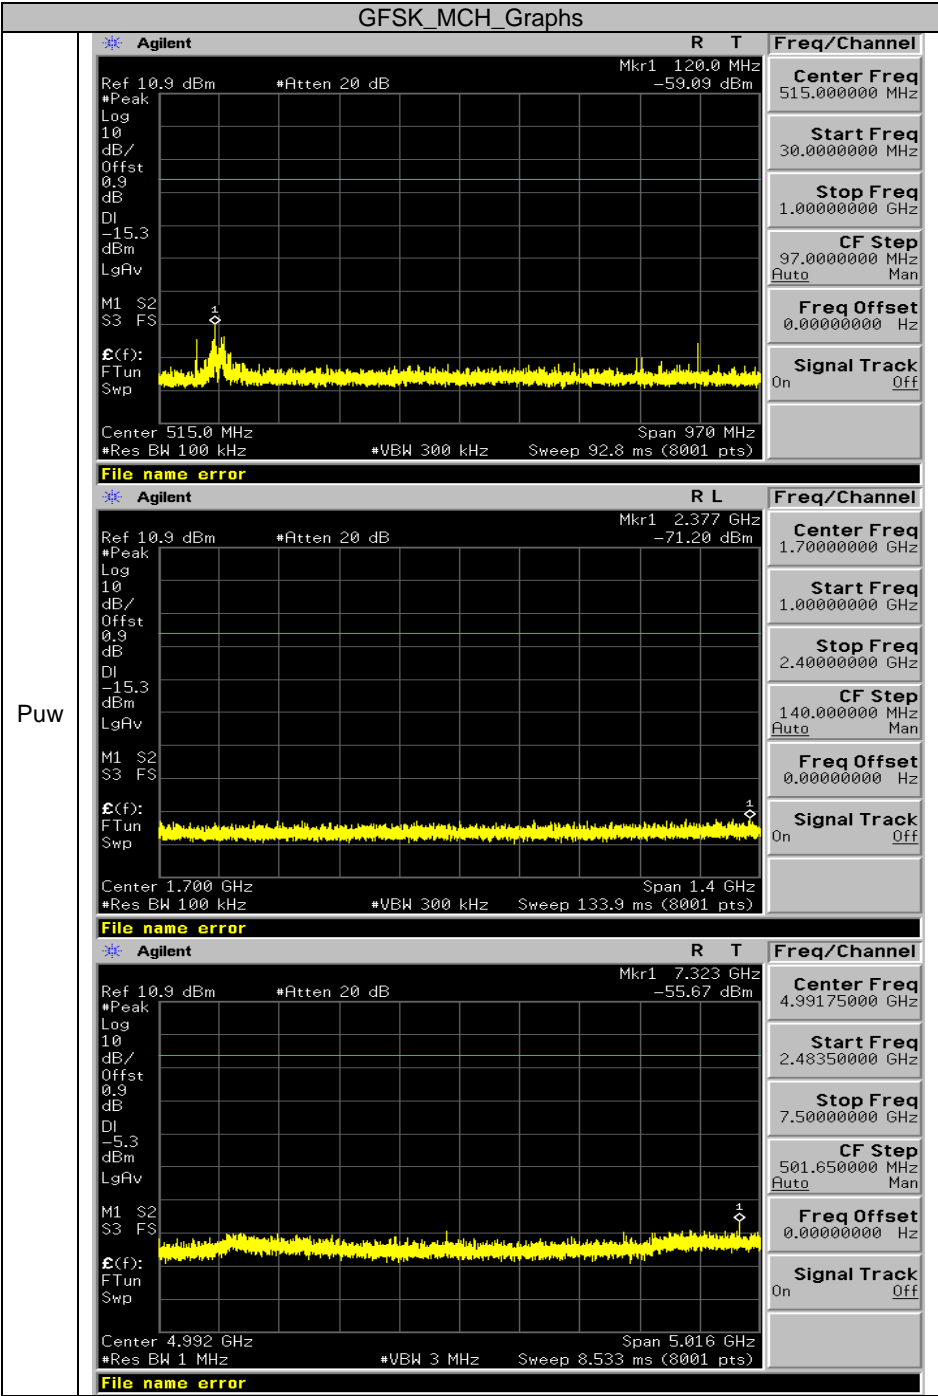 GFSK_MCH_Graphs
Puw
Agilent R T Freq/Channel
Mkr1 120.0 MHz
Ref 10.9 dBm #Atten 20 dB -59.09 dBm
#Peak
Log
10
dB/
Offst
0.9
dB
DI
-15.3
dBm
LgAv
M1 S2
S3 FS
£(f):
FTun
Swp
1
Center 515.0 MHz Span 970 MHz
#Res BW 100 kHz #VBW 300 kHz Sweep 92.8 ms (8001 pts)
Center Freq
515.000000 MHz
Start Freq
30.0000000 MHz
Stop Freq
1.00000000 GHz
CF Step
97.0000000 MHz
Auto Man
Freq Offset
0.00000000 Hz
Signal Track
On Off
File name error
Agilent R L Freq/Channel
Mkr1 2.377 GHz
Ref 10.9 dBm #Atten 20 dB -71.20 dBm
#Peak
Log
10
dB/
Offst
0.9
dB
DI
-15.3
dBm
LgAv
M1 S2
S3 FS
£(f):
FTun
Swp
1
Center 1.700 GHz Span 1.4 GHz
#Res BW 100 kHz #VBW 300 kHz Sweep 133.9 ms (8001 pts)
Center Freq
1.70000000 GHz
Start Freq
1.00000000 GHz
Stop Freq
2.40000000 GHz
CF Step
140.000000 MHz
Auto Man
Freq Offset
0.00000000 Hz
Signal Track
On Off
File name error
Agilent R T Freq/Channel
Mkr1 7.323 GHz
Ref 10.9 dBm #Atten 20 dB -55.67 dBm
#Peak
Log
10
dB/
Offst
0.9
dB
DI
-5.3
dBm
LgAv
M1 S2
S3 FS
£(f):
FTun
Swp
1
Center 4.992 GHz Span 5.016 GHz
#Res BW 1 MHz #VBW 3 MHz Sweep 8.533 ms (8001 pts)
Center Freq
4.99175000 GHz
Start Freq
2.48350000 GHz
Stop Freq
7.50000000 GHz
CF Step
501.650000 MHz
Auto Man
Freq Offset
0.00000000 Hz
Signal Track
On Off
File name error